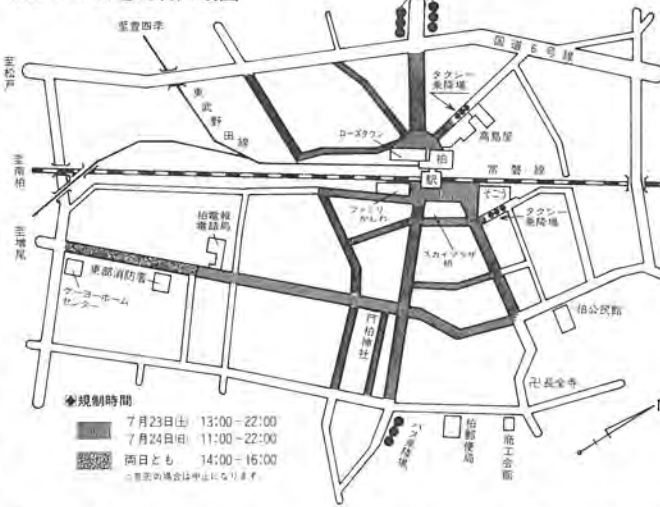 至豊四季
国道6号線
至松戸
東武野田線
タクシー
乗降場
高島屋
ローズタウン
柏
駅
至南柏
常磐線
そごう
ファミリ
かしわ
タクシー
乗降場
スカイプラザ
柏
至増尾
柏電報
電話局
東部消防署
ケーヨーホーム
センター
柏神社
柏公民館
卍長全寺
◆規制時間
7月23日(土) 13:00~22:00
7月24日(日) 11:00~22:00
両日とも 14:00~16:00
バス乗降場
柏郵便局
商工会館
N